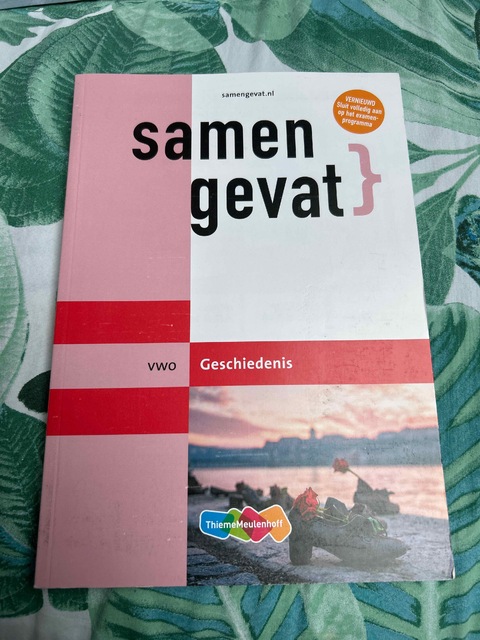 samengevat.nl
VERNIEUWD
Sluit volledig aan
op het examen-
programma
samen
gevat}
vwo Geschiedenis
ThiemeMeulenhoff